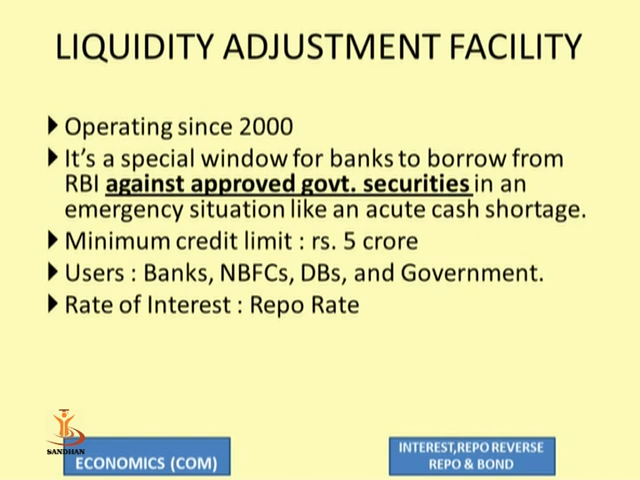 LIQUIDITY ADJUSTMENT FACILITY
Operating since 2000
It's a special window for banks to borrow from
RBI against approved govt. securities in an
emergency situation like an acute cash shortage.
Minimum credit limit : rs. 5 crore
Users : Banks, NBFCs, DBs, and Government.
Rate of Interest : Repo Rate
SANDHAN
ECONOMICS (COM)
INTEREST,REPO REVERSE
REPO & BOND